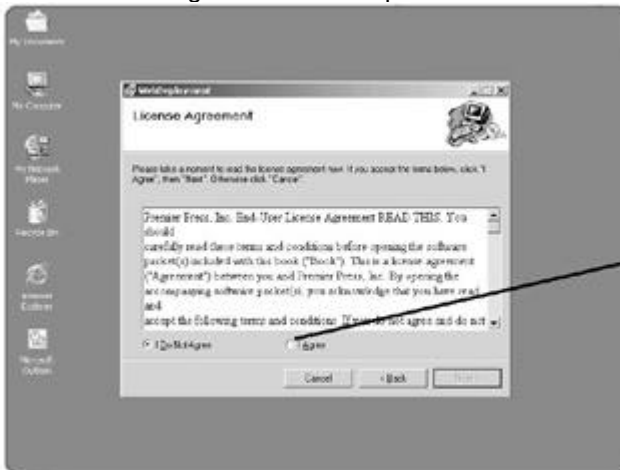 My Documents
My Computer
My Network
Places
Recycle Bin
Internet
Explorer
Microsoft
Outlook
WebDeployment
License Agreement
Please take a moment to read the license agreement now. If you accept the terms below, click "I
Agree", then "Next". Otherwise click "Cancel".
Premier Press, Inc. End-User License Agreement READ THIS. You
should
carefully read these terms and conditions before opening the software
packet(s) included with this book ("Book"). This is a license agreement
("Agreement") between you and Premier Press, Inc. By opening the
accompanying software packet(s), you acknowledge that you have read
and
accept the following terms and conditions. If you do not agree and do not
I Do Not Agree
I Agree
Cancel
< Back
Next >